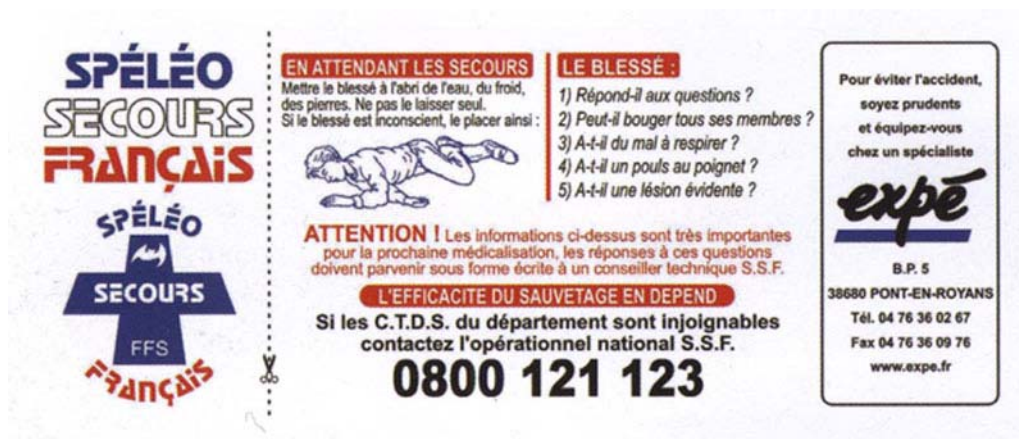 SPÉLÉO
SECOURS
FRANÇAIS
SPÉLÉO
SECOURS
FFS
FRANÇAIS
EN ATTENDANT LES SECOURS
Mettre le blessé à l'abri de l'eau, du froid,
des pierres. Ne pas le laisser seul.
Si le blessé est inconscient, le placer ainsi :
LE BLESSÉ :
1) Répond-il aux questions ?
2) Peut-il bouger tous ses membres ?
3) A-t-il du mal à respirer ?
4) A-t-il un pouls au poignet ?
5) A-t-il une lésion évidente ?
ATTENTION ! Les informations ci-dessus sont très importantes
pour la prochaine médicalisation, les réponses à ces questions
doivent parvenir sous forme écrite à un conseiller technique S.S.F.
L'EFFICACITE DU SAUVETAGE EN DEPEND
Si les C.T.D.S. du département sont injoignables
contactez l'opérationnel national S.S.F.
0800 121 123
Pour éviter l'accident,
soyez prudents
et équipez-vous
chez un spécialiste
expé
B.P. 5
38680 PONT-EN-ROYANS
Tél. 04 76 36 02 67
Fax 04 76 36 09 76
www.expe.fr